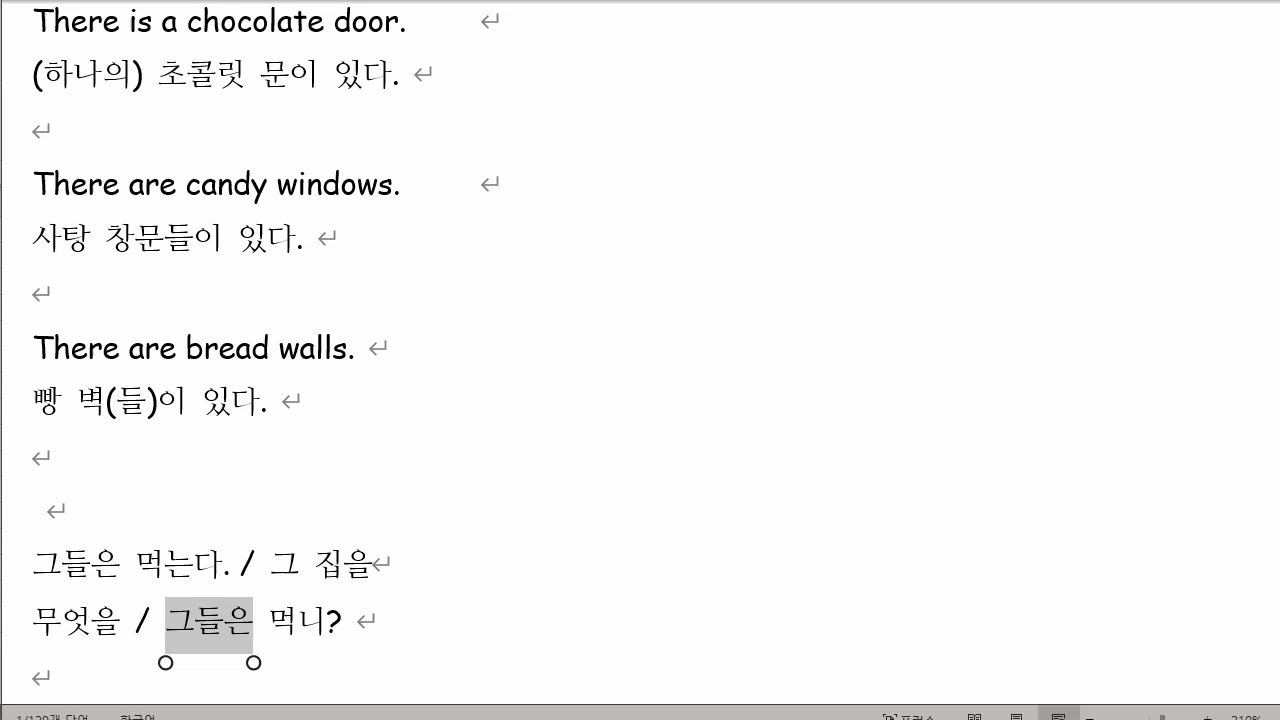 There is a chocolate door.
(하나의) 초콜릿 문이 있다.
There are candy windows.
사탕 창문들이 있다.
There are bread walls.
빵 벽(들)이 있다.
그들은 먹는다. / 그 집을
무엇을 / 그들은 먹니?